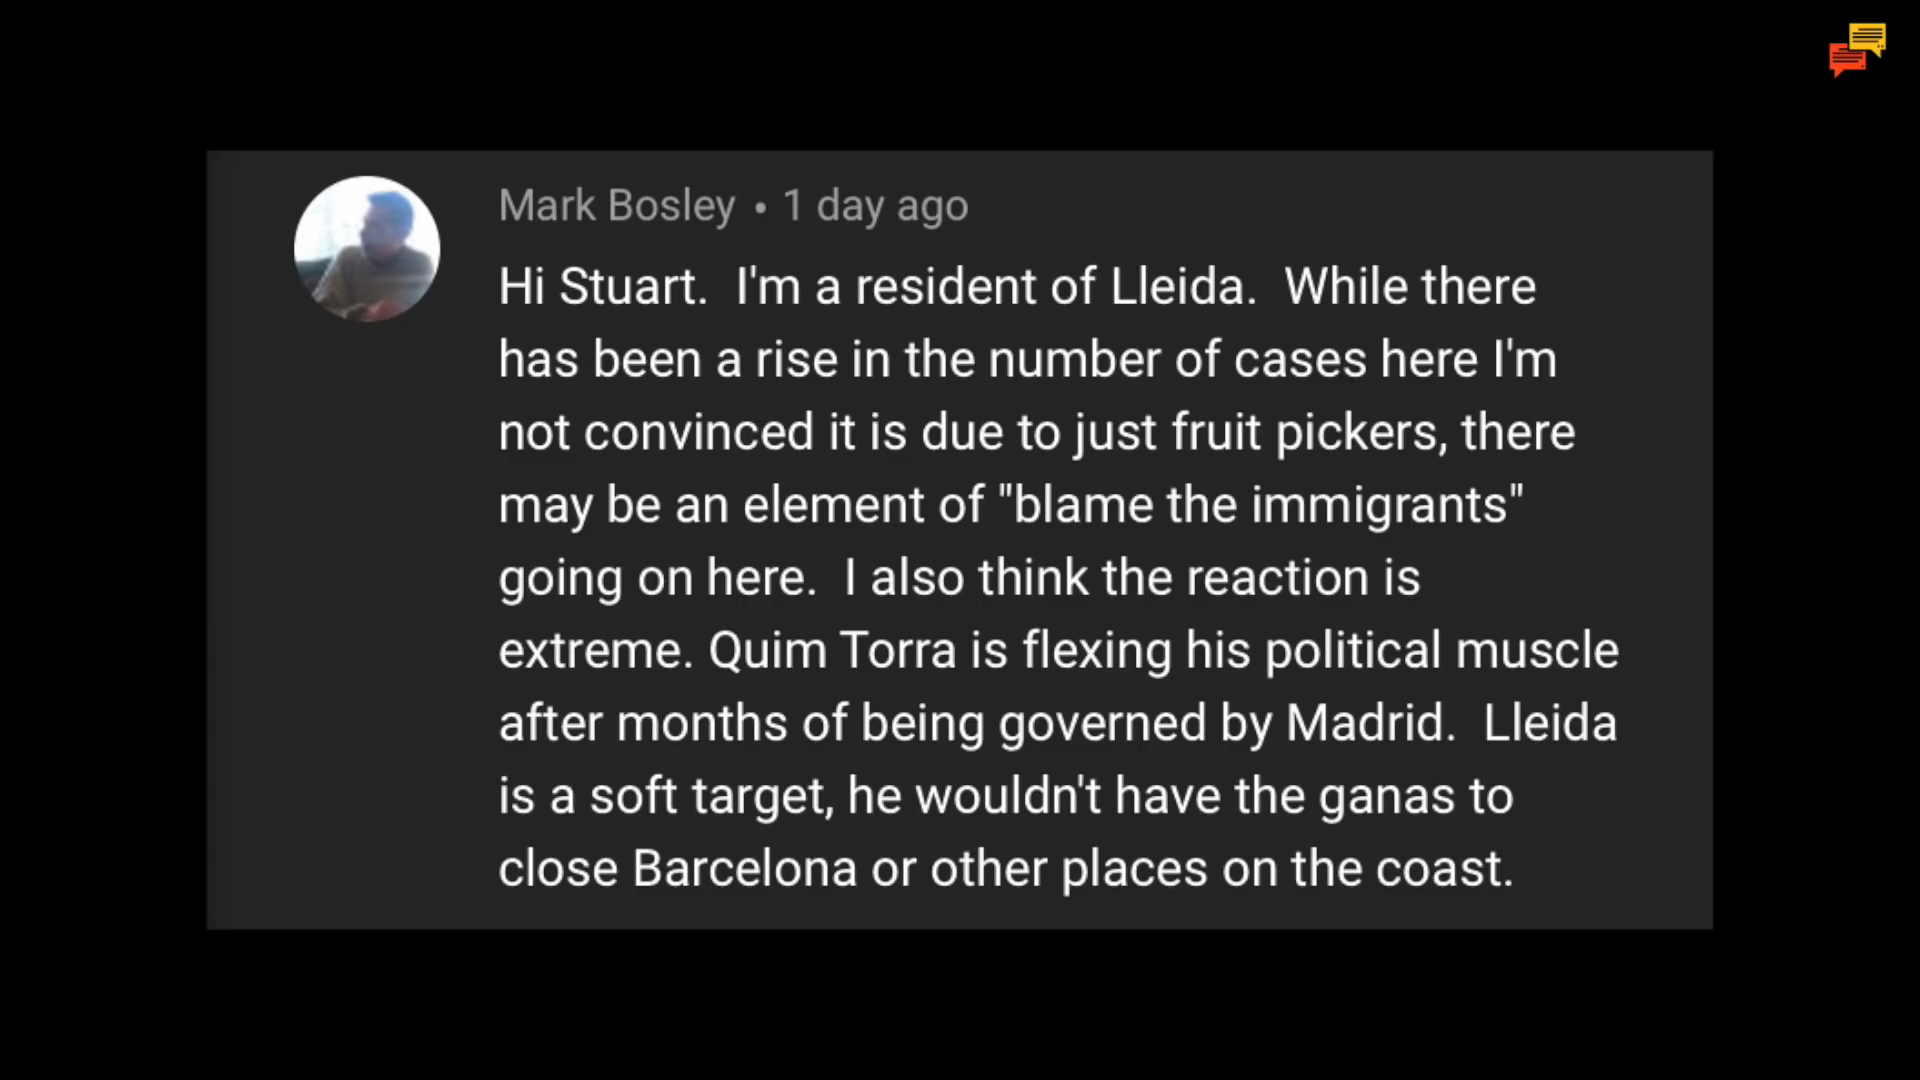 Mark Bosley • 1 day ago
Hi Stuart.  I'm a resident of Lleida.  While there
has been a rise in the number of cases here I'm
not convinced it is due to just fruit pickers, there
may be an element of "blame the immigrants"
going on here.  I also think the reaction is
extreme. Quim Torra is flexing his political muscle
after months of being governed by Madrid.  Lleida
is a soft target, he wouldn't have the ganas to
close Barcelona or other places on the coast.